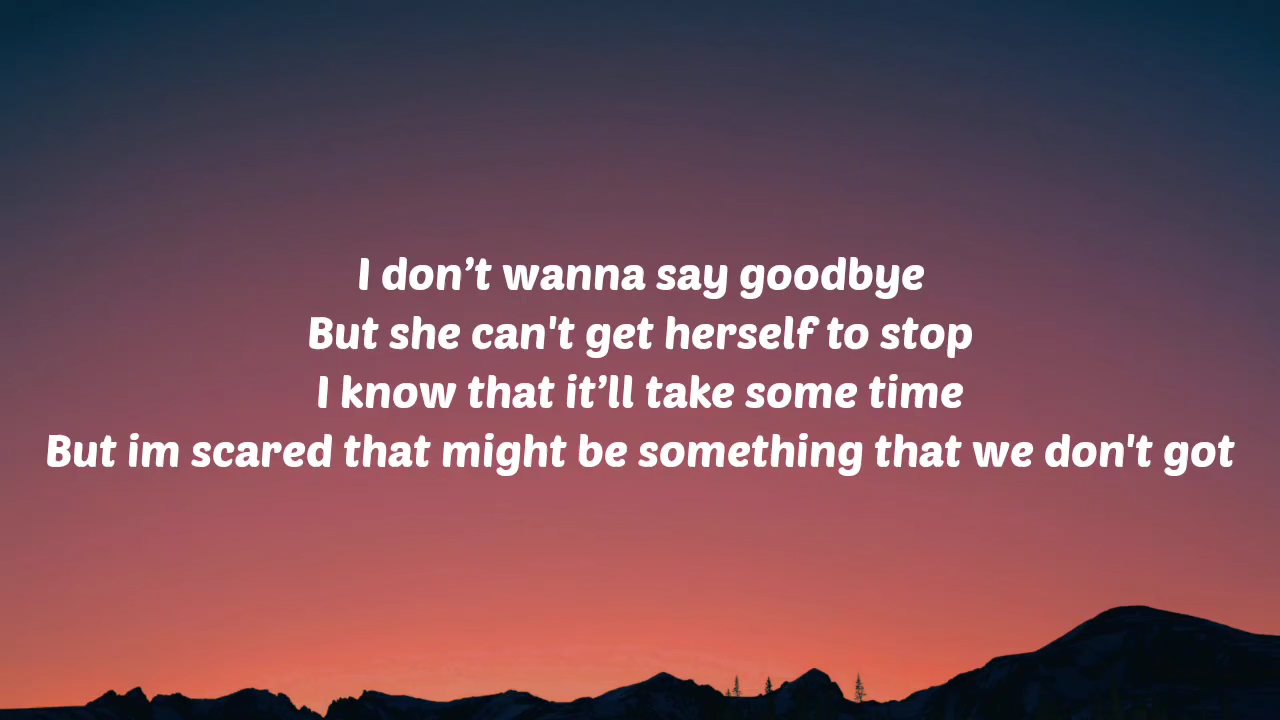 I don’t wanna say goodbye
But she can't get herself to stop
I know that it’ll take some time
But im scared that might be something that we don't got